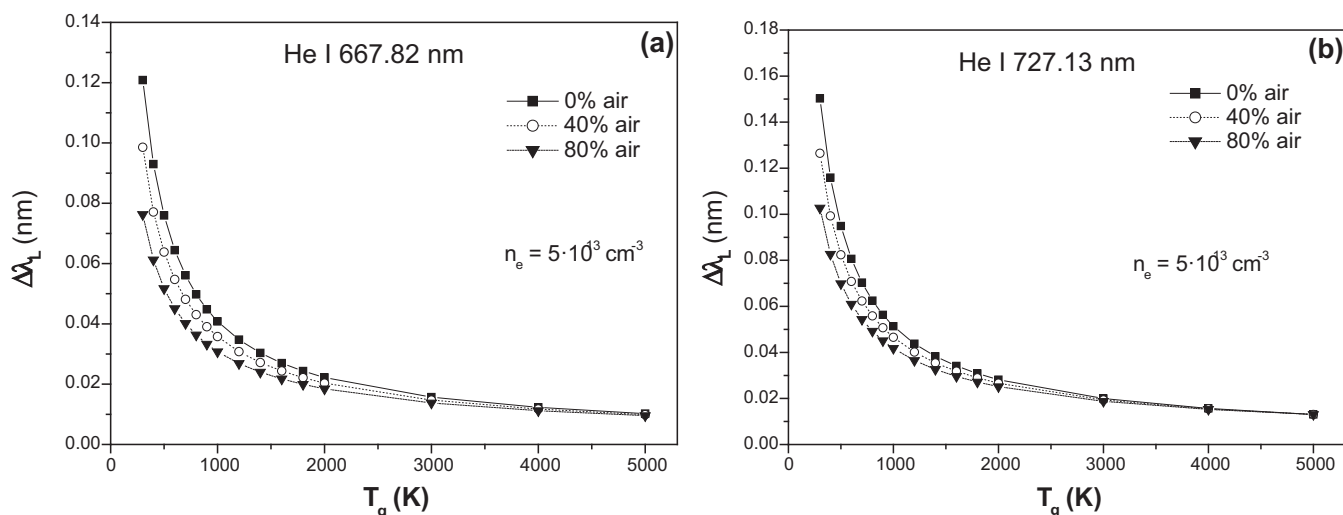 (a)
He I 667.82 nm
0% air
40% air
80% air
n_e = 5·10^13 cm^-3
0.14
0.12
0.10
0.08
0.06
0.04
0.02
0.00
Δλ_L (nm)
0 1000 2000 3000 4000 5000
T_g (K)
(b)
He I 727.13 nm
0% air
40% air
80% air
n_e = 5·10^13 cm^-3
0.18
0.16
0.14
0.12
0.10
0.08
0.06
0.04
0.02
0.00
Δλ_L (nm)
0 1000 2000 3000 4000 5000
T_g (K)